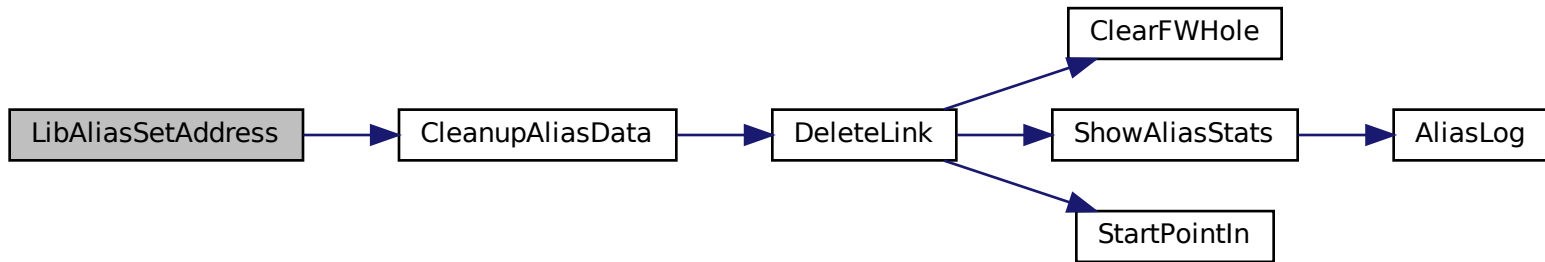 LibAliasSetAddress
CleanupAliasData
DeleteLink
ClearFWHole
ShowAliasStats
AliasLog
StartPointIn